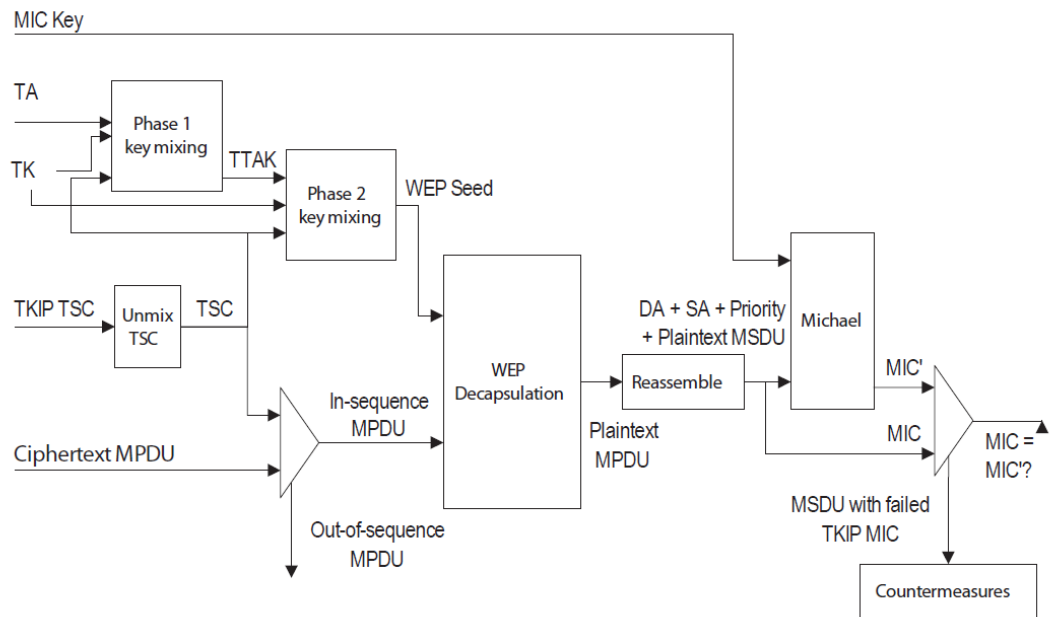 MIC Key
TA
Phase 1
key mixing
TK
TTAK
Phase 2
key mixing
WEP Seed
TKIP TSC
Unmix
TSC
TSC
DA + SA + Priority
+ Plaintext MSDU
Michael
WEP
Decapsulation
Reassemble
In-sequence
MPDU
Ciphertext MPDU
Plaintext
MPDU
MIC'
MIC
MIC =
MIC'?
Out-of-sequence
MPDU
MSDU with failed
TKIP MIC
Countermeasures